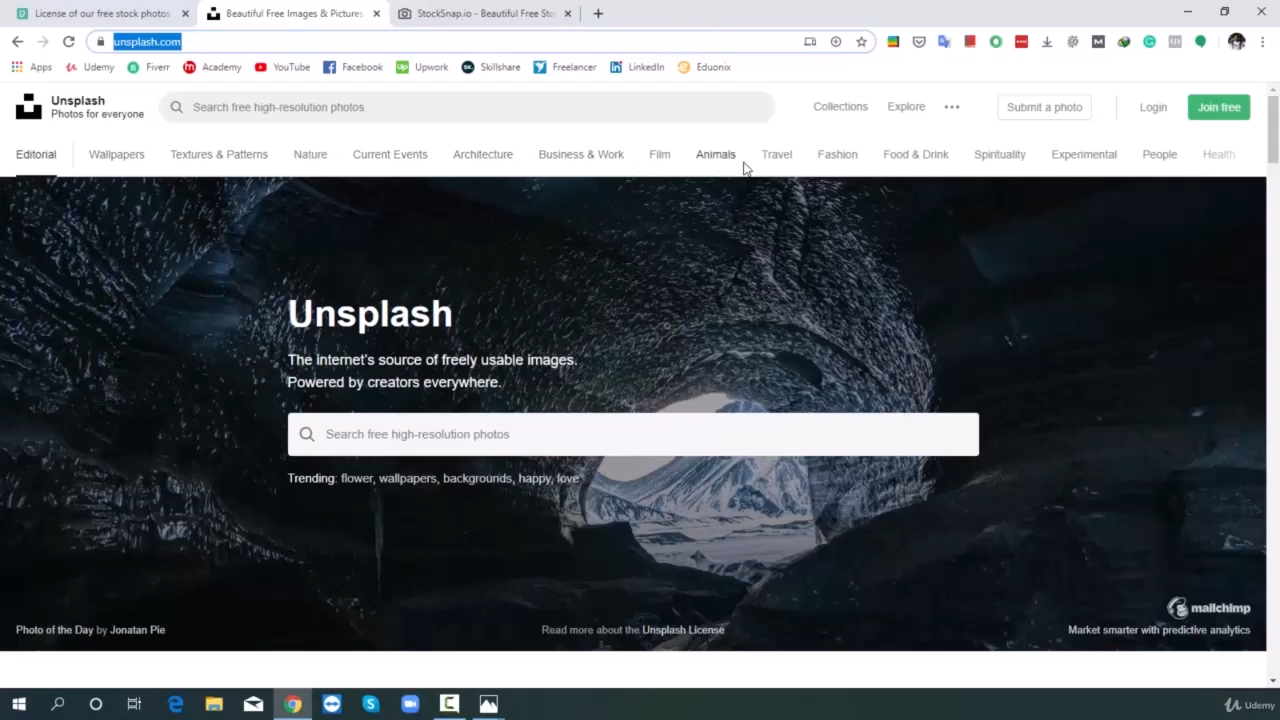 License of our free stock photos
Beautiful Free Images & Pictures
StockSnap.io - Beautiful Free Sto
unsplash.com
Apps
Udemy
Fiverr
Academy
YouTube
Facebook
Upwork
Skillshare
Freelancer
LinkedIn
Eduonix
Unsplash
Photos for everyone
Search free high-resolution photos
Collections
Explore
Submit a photo
Login
Join free
Editorial
Wallpapers
Textures & Patterns
Nature
Current Events
Architecture
Business & Work
Film
Animals
Travel
Fashion
Food & Drink
Spirituality
Experimental
People
Health
Unsplash
The internet's source of freely usable images.
Powered by creators everywhere.
Search free high-resolution photos
Trending: flower, wallpapers, backgrounds, happy, love
mailchimp
Photo of the Day by Jonatan Pie
Read more about the Unsplash License
Market smarter with predictive analytics
Udemy